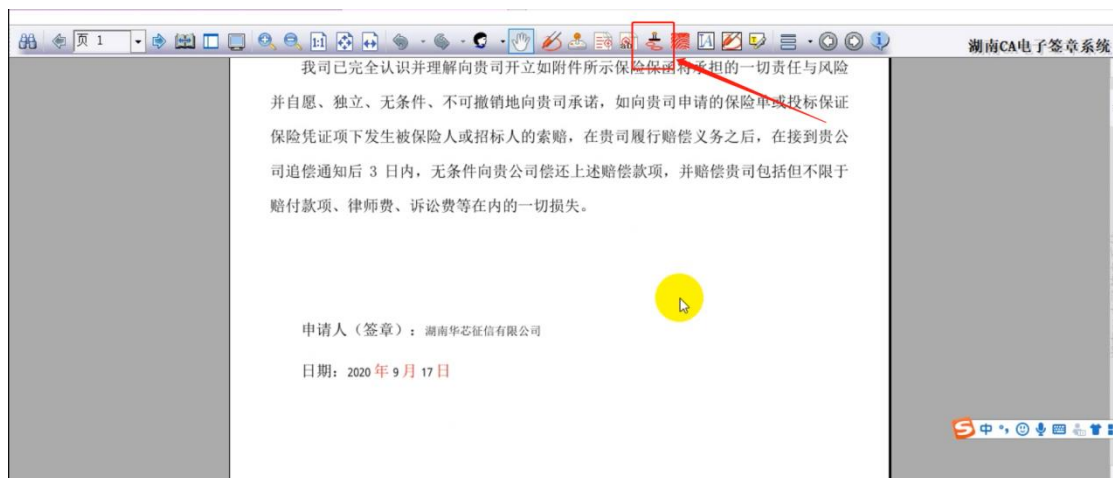 页 1
1:1
湖南CA电子签章系统
我司已完全认识并理解向贵司开立如附件所示保险保函将承担的一切责任与风险
并自愿、独立、无条件、不可撤销地向贵司承诺，如向贵司申请的保险单或投标保证
保险凭证项下发生被保险人或招标人的索赔，在贵司履行赔偿义务之后，在接到贵公
司追偿通知后 3 日内，无条件向贵公司偿还上述赔偿款项，并赔偿贵司包括但不限于
赔付款项、律师费、诉讼费等在内的一切损失。
申请人（签章）：湖南华芯征信有限公司
日期：2020 年 9 月 17 日
中